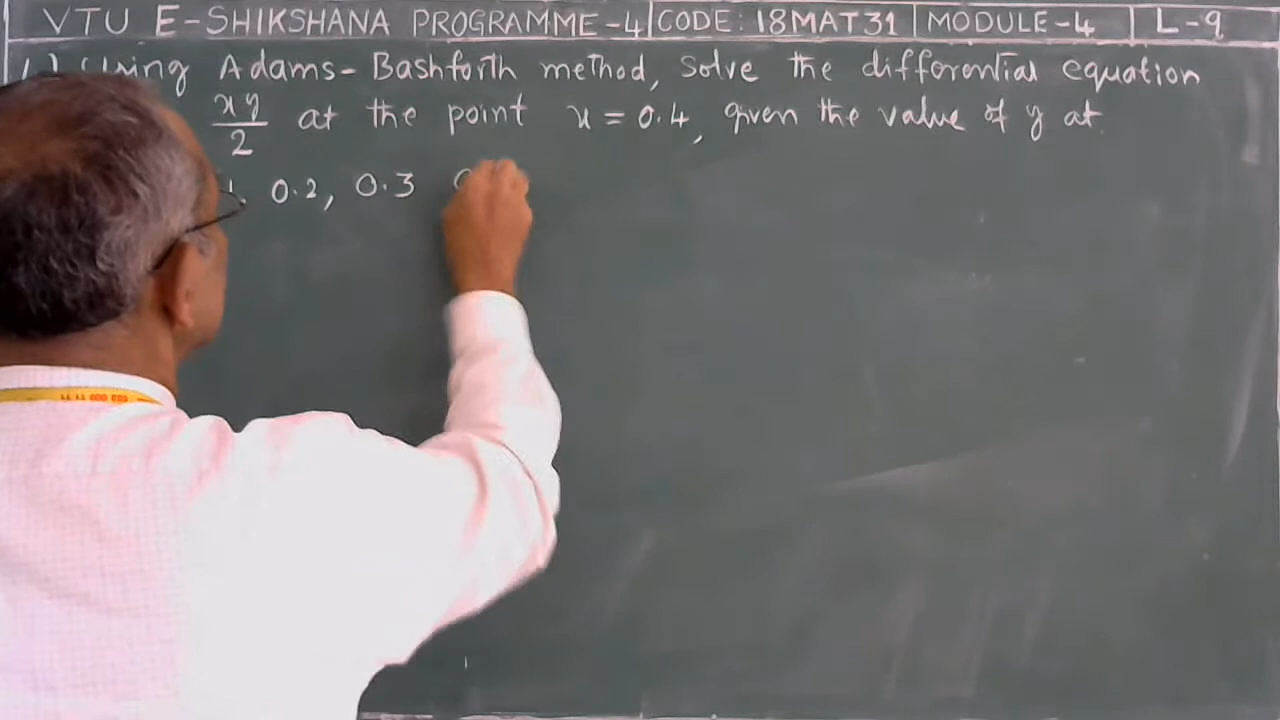 VTU E-SHIKSHANA PROGRAMME-4 | CODE: 18MAT31 | MODULE-4 | L-9
1) Using Adams-Bashforth method, solve the differential equation
xy/2 at the point x = 0.4, given the value of y at
0.2, 0.3